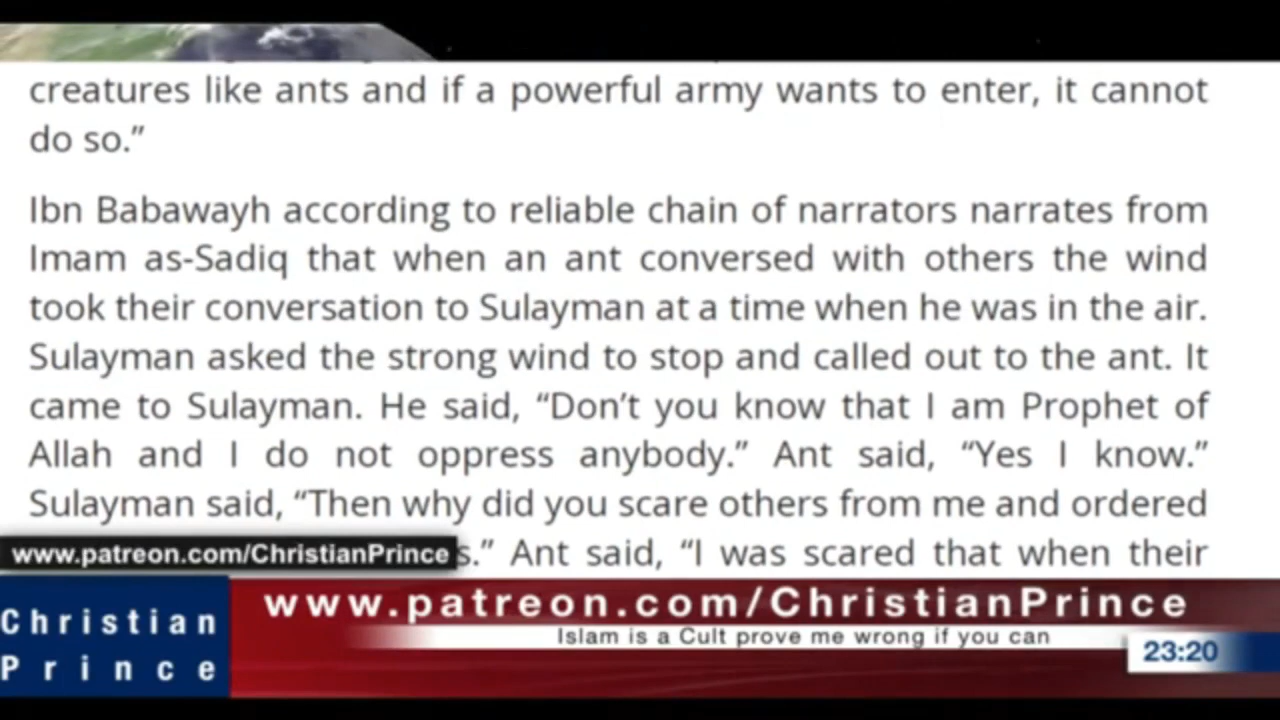 creatures like ants and if a powerful army wants to enter, it cannot
do so.”
Ibn Babawayh according to reliable chain of narrators narrates from
Imam as-Sadiq that when an ant conversed with others the wind
took their conversation to Sulayman at a time when he was in the air.
Sulayman asked the strong wind to stop and called out to the ant. It
came to Sulayman. He said, “Don’t you know that I am Prophet of
Allah and I do not oppress anybody.” Ant said, “Yes I know.”
Sulayman said, “Then why did you scare others from me and ordered
s.” Ant said, “I was scared that when their
www.patreon.com/ChristianPrince
Christian
Prince
www.patreon.com/ChristianPrince
Islam is a Cult prove me wrong if you can
23:20